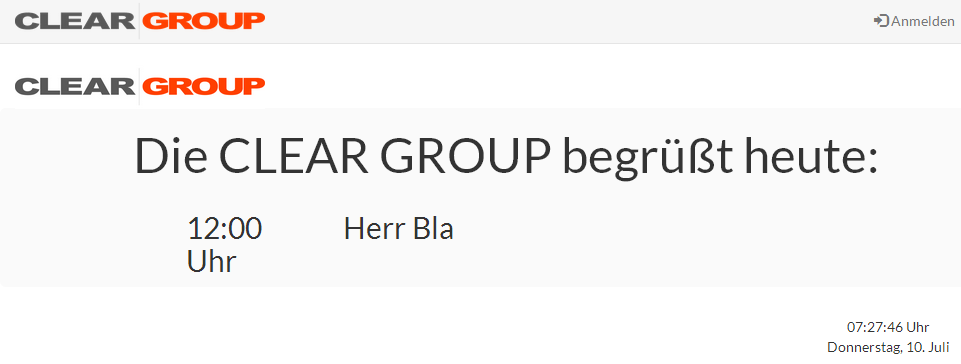 CLEAR GROUP
Anmelden
CLEAR GROUP
Die CLEAR GROUP begrüßt heute:
12:00 Herr Bla
Uhr
07:27:46 Uhr
Donnerstag, 10. Juli